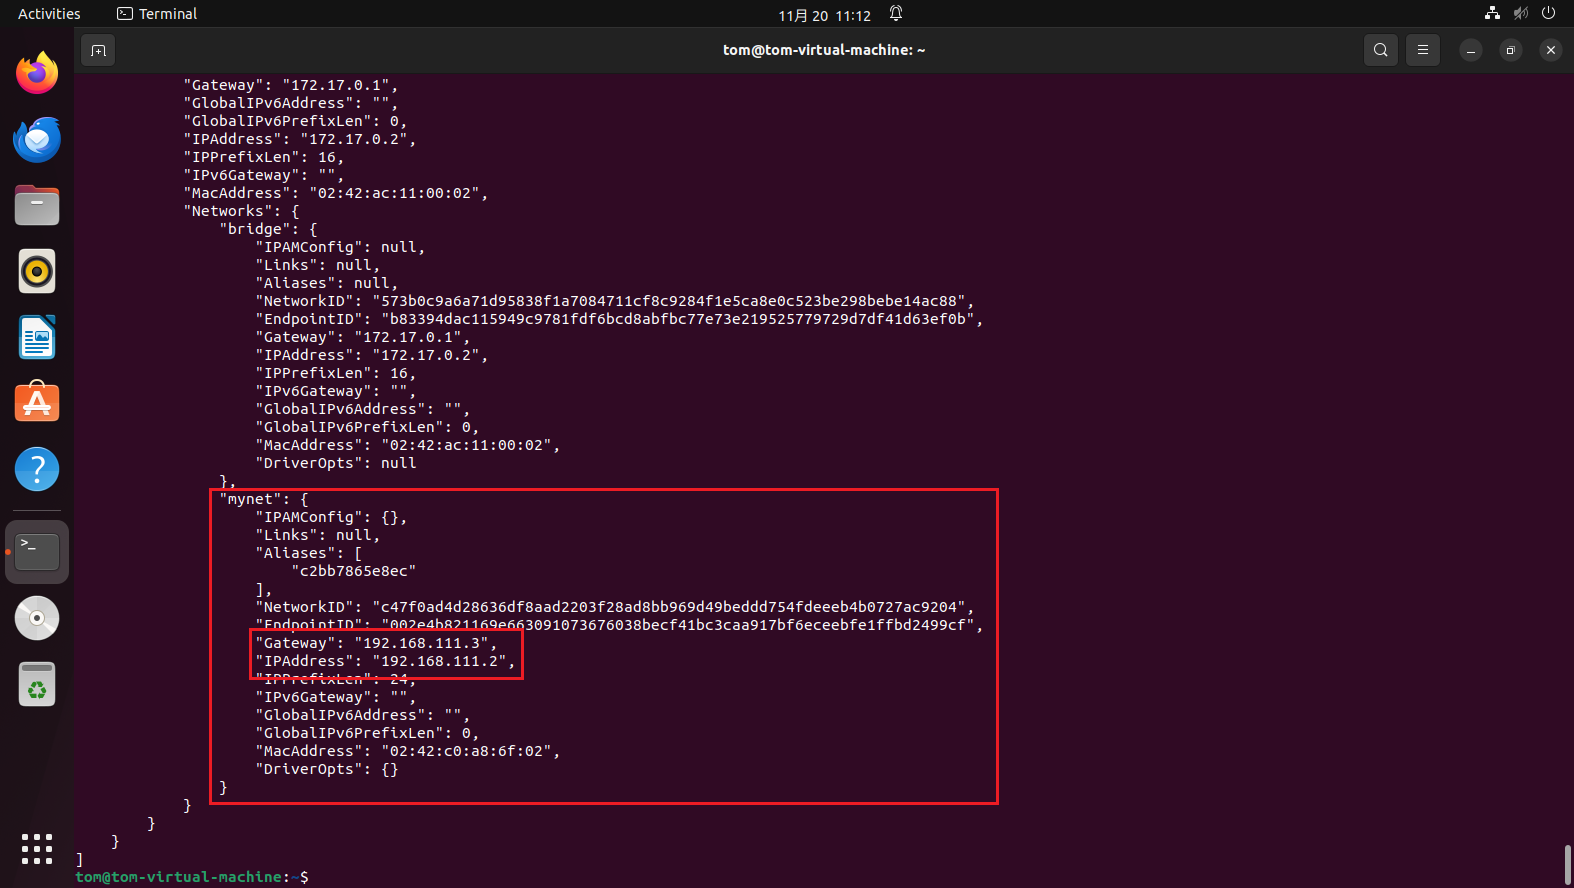 Activities
Terminal
11月 20 11:12
tom@tom-virtual-machine: ~
"Gateway": "172.17.0.1",
"GlobalIPv6Address": "",
"GlobalIPv6PrefixLen": 0,
"IPAddress": "172.17.0.2",
"IPPrefixLen": 16,
"IPv6Gateway": "",
"MacAddress": "02:42:ac:11:00:02",
"Networks": {
"bridge": {
"IPAMConfig": null,
"Links": null,
"Aliases": null,
"NetworkID": "573b0c9a6a71d95838f1a7084711cf8c9284f1e5ca8e0c523be298bebe14ac88",
"EndpointID": "b83394dac115949c9781fdf6bcd8abfbc77e73e219525779729d7df41d63ef0b",
"Gateway": "172.17.0.1",
"IPAddress": "172.17.0.2",
"IPPrefixLen": 16,
"IPv6Gateway": "",
"GlobalIPv6Address": "",
"GlobalIPv6PrefixLen": 0,
"MacAddress": "02:42:ac:11:00:02",
"DriverOpts": null
},
"mynet": {
"IPAMConfig": {},
"Links": null,
"Aliases": [
"c2bb7865e8ec"
],
"NetworkID": "c47f0ad4d28636df8aad2203f28ad8bb969d49beddd754fdeeeb4b0727ac9204",
"EndpointID": "002e4b821169e663091073676038becf41bc3caa917bf6eceebfe1ffbd2499cf",
"Gateway": "192.168.111.3",
"IPAddress": "192.168.111.2",
"IPPrefixLen": 24,
"IPv6Gateway": "",
"GlobalIPv6Address": "",
"GlobalIPv6PrefixLen": 0,
"MacAddress": "02:42:c0:a8:6f:02",
"DriverOpts": {}
}
}
}
}
]
tom@tom-virtual-machine:~$